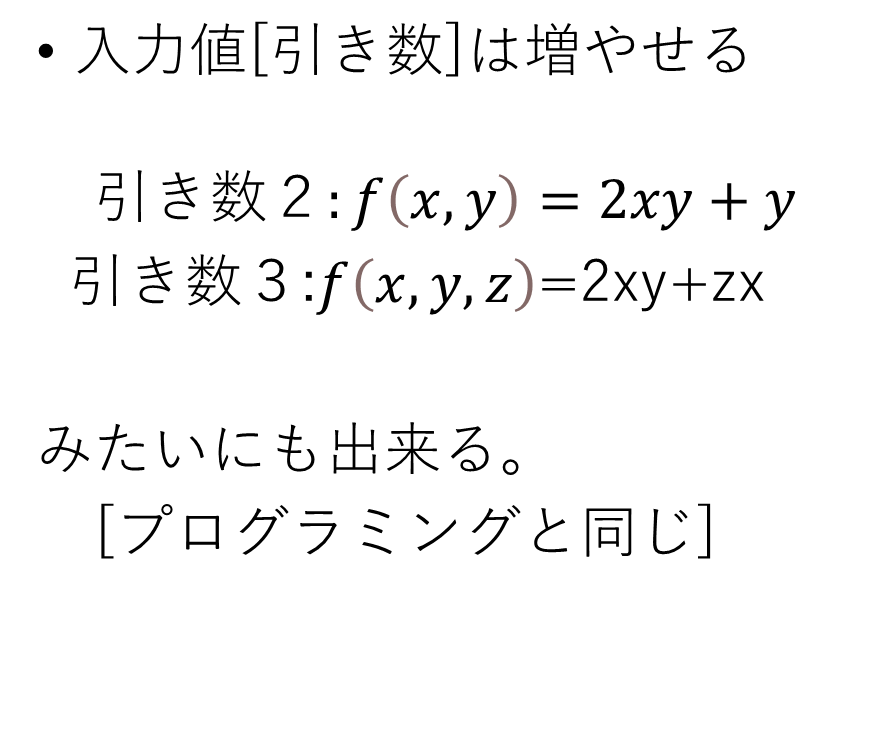 • 入力値[引き数]は増やせる
引き数２:𝑓(𝑥, 𝑦) = 2𝑥𝑦 + 𝑦
引き数３:𝑓(𝑥, 𝑦, 𝑧)=2xy+zx
みたいにも出来る。
[プログラミングと同じ]